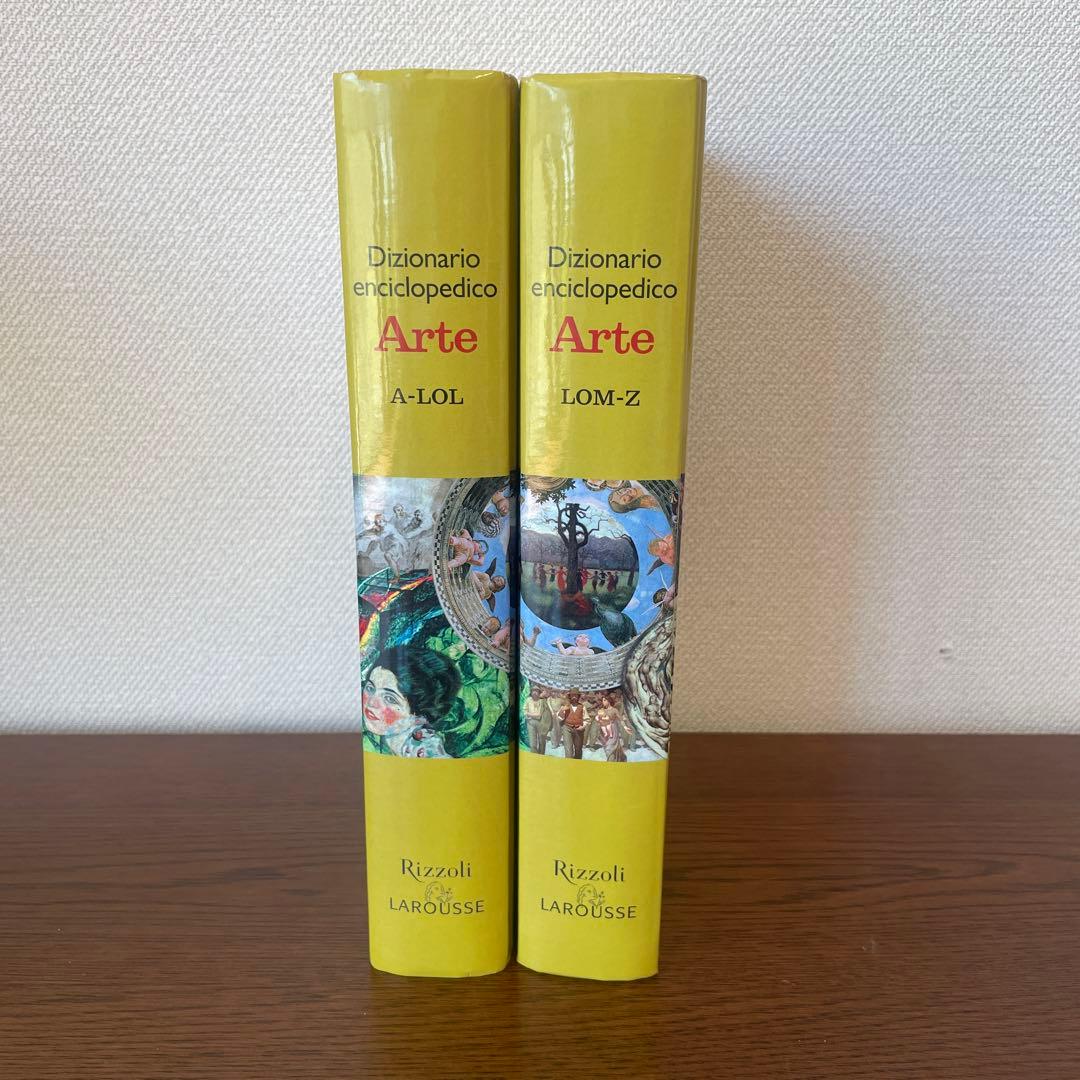 Dizionario
enciclopedico
Arte
A-LOL
Rizzoli
LAROUSSE
Dizionario
enciclopedico
Arte
LOM-Z
Rizzoli
LAROUSSE